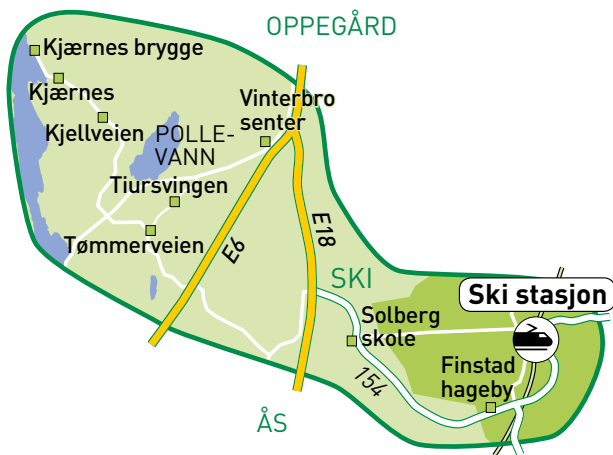 OPPEGÅRD
Kjærnes brygge
Kjærnes
Vinterbro
senter
Kjellveien
POLLE-
VANN
Tiursvingen
Tømmerveien
E6
E18
SKI
Ski stasjon
Solberg
skole
154
Finstad
hageby
ÅS